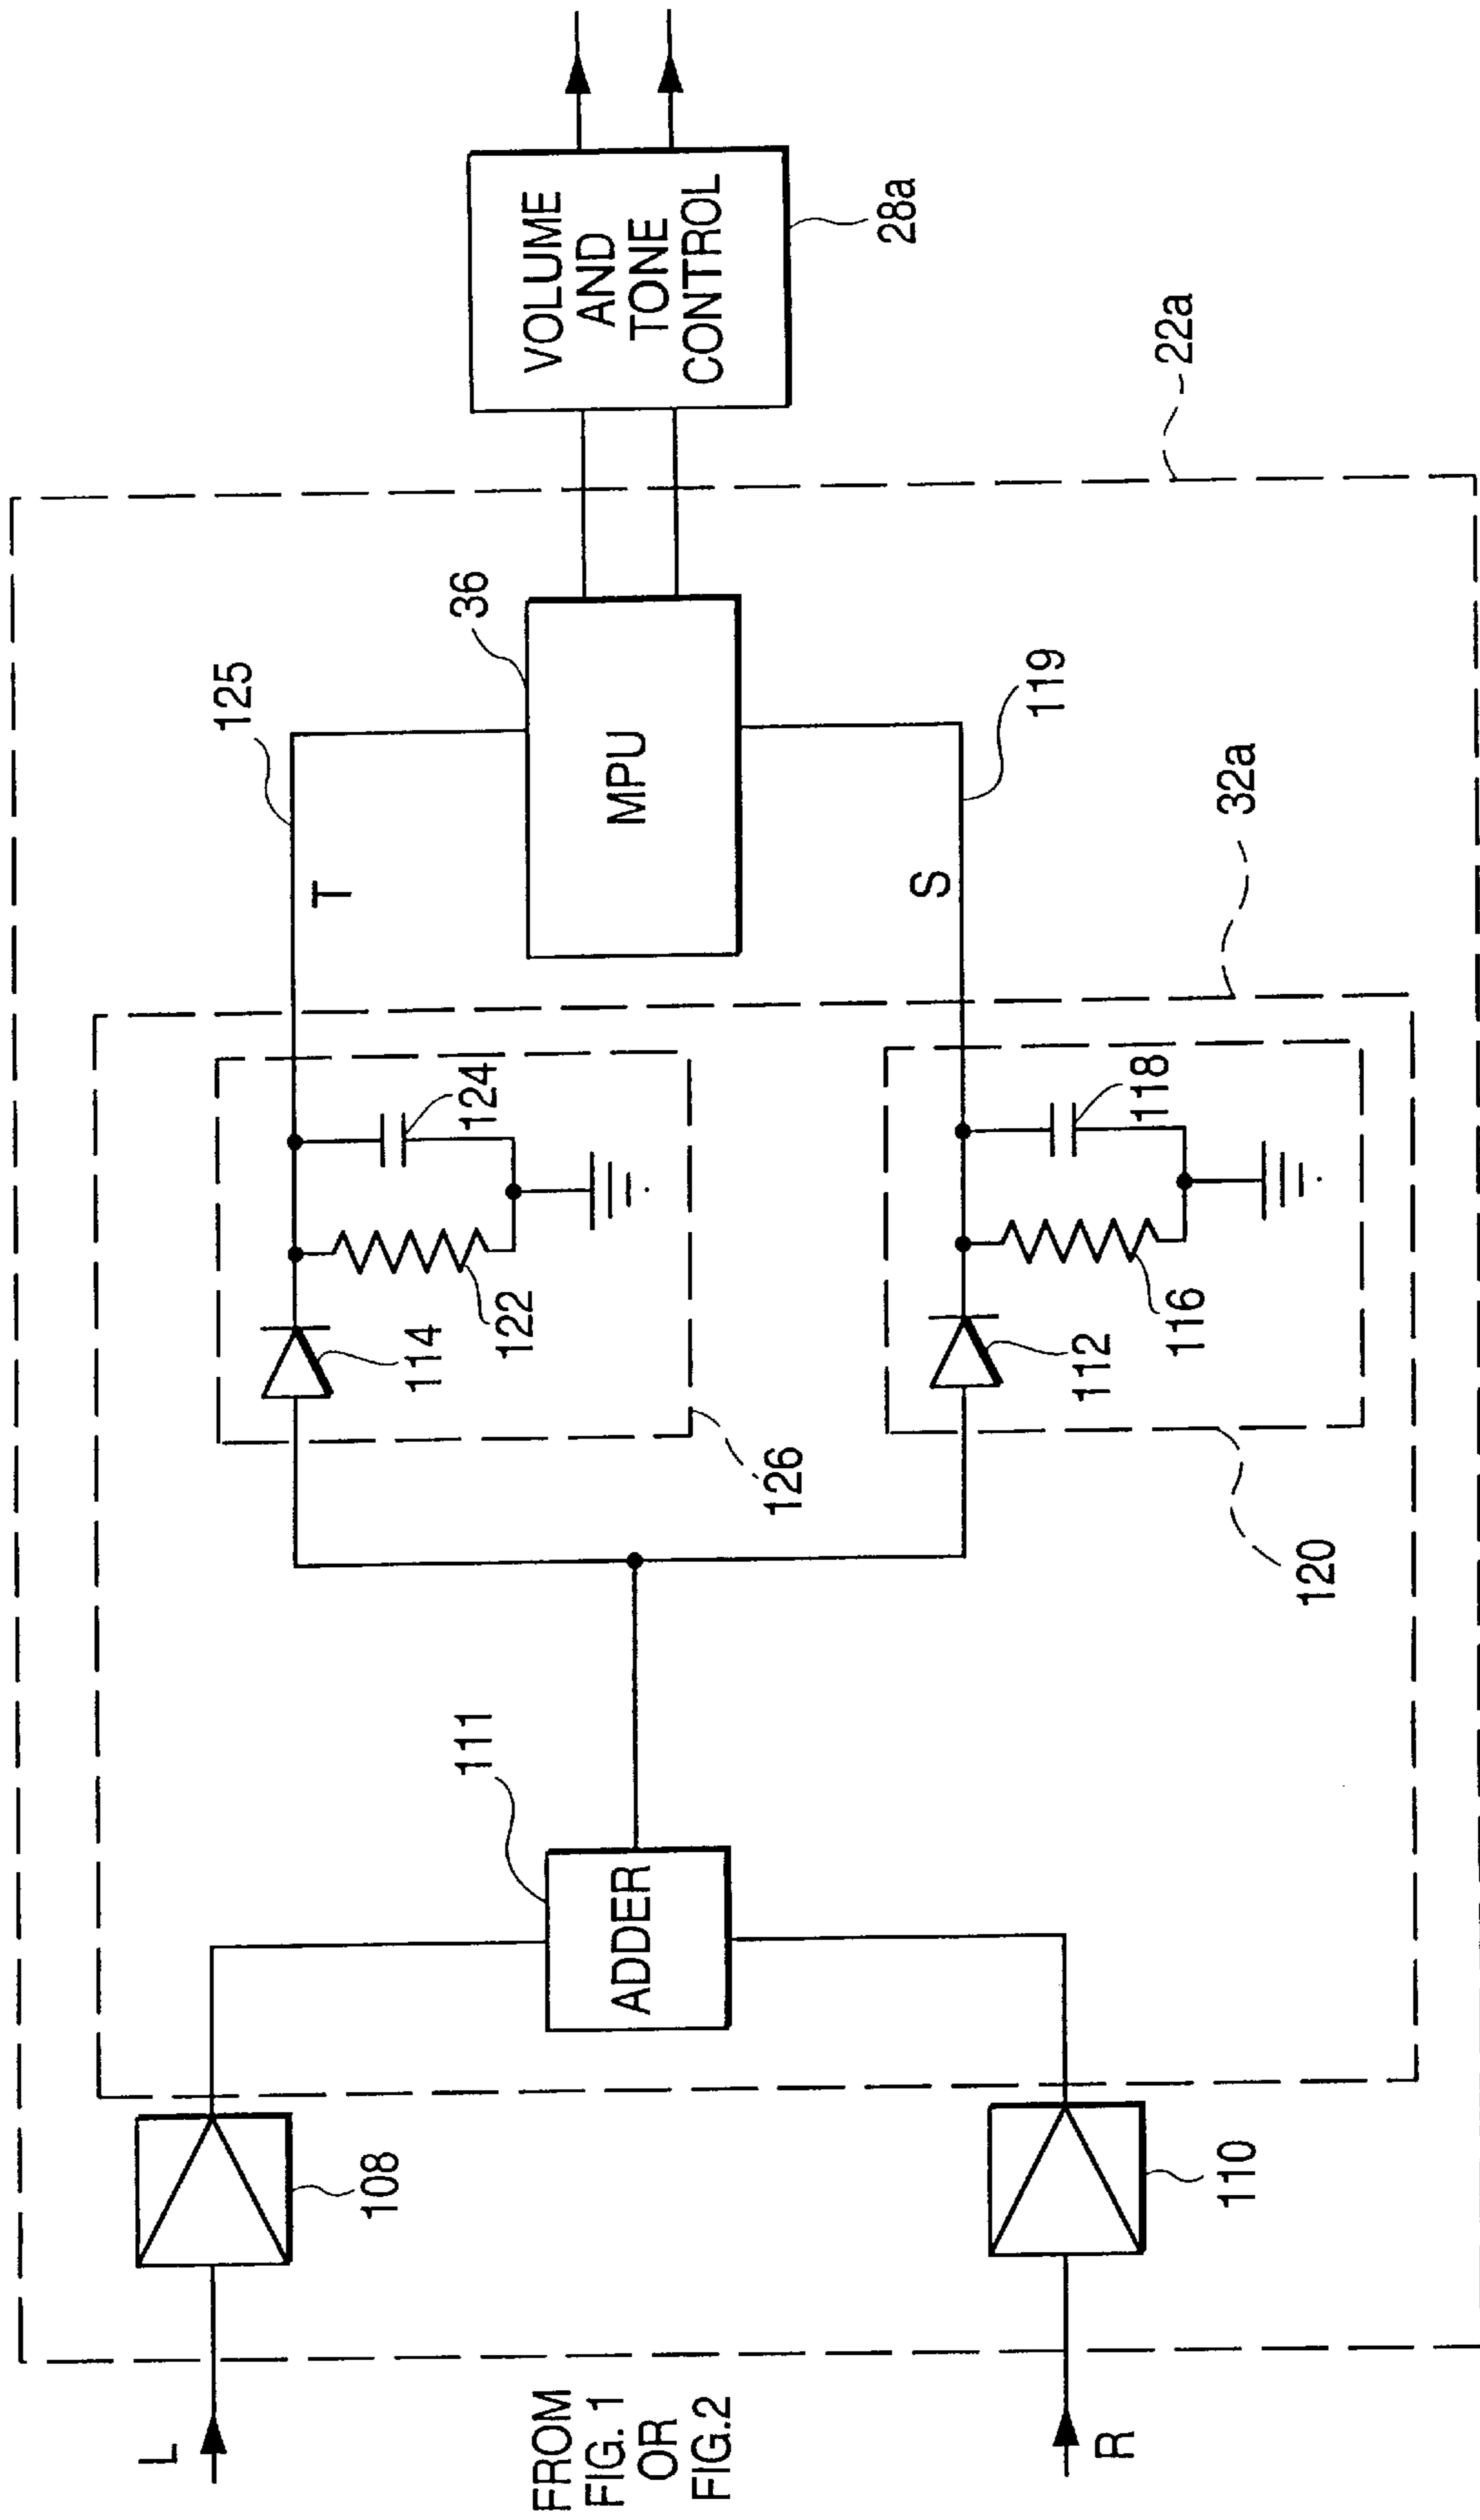 L
FROM
FIG.1
OR
FIG.2
R
108
110
111
ADDER
126
120
114
122
124
112
116
118
T
S
125
36
MPU
119
32a
22a
VOLUME
AND
TONE
CONTROL
28a